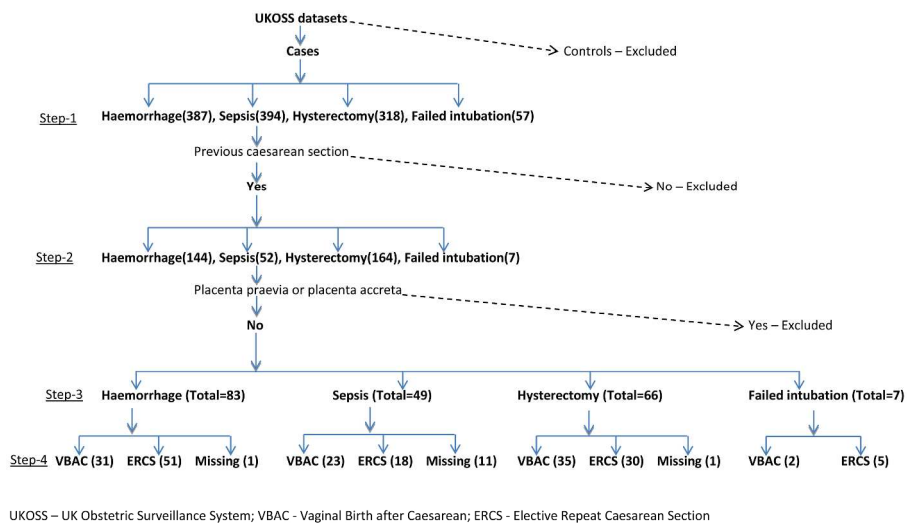 UKOSS datasets
Controls – Excluded
Cases
Step-1
Haemorrhage(387), Sepsis(394), Hysterectomy(318), Failed intubation(57)
Previous caesarean section
No – Excluded
Yes
Step-2
Haemorrhage(144), Sepsis(52), Hysterectomy(164), Failed intubation(7)
Placenta praevia or placenta accreta
Yes – Excluded
No
Step-3
Haemorrhage (Total=83)
Sepsis (Total=49)
Hysterectomy (Total=66)
Failed intubation (Total=7)
Step-4
VBAC (31)
ERCS (51)
Missing (1)
VBAC (23)
ERCS (18)
Missing (11)
VBAC (35)
ERCS (30)
Missing (1)
VBAC (2)
ERCS (5)
UKOSS – UK Obstetric Surveillance System; VBAC - Vaginal Birth after Caesarean; ERCS - Elective Repeat Caesarean Section